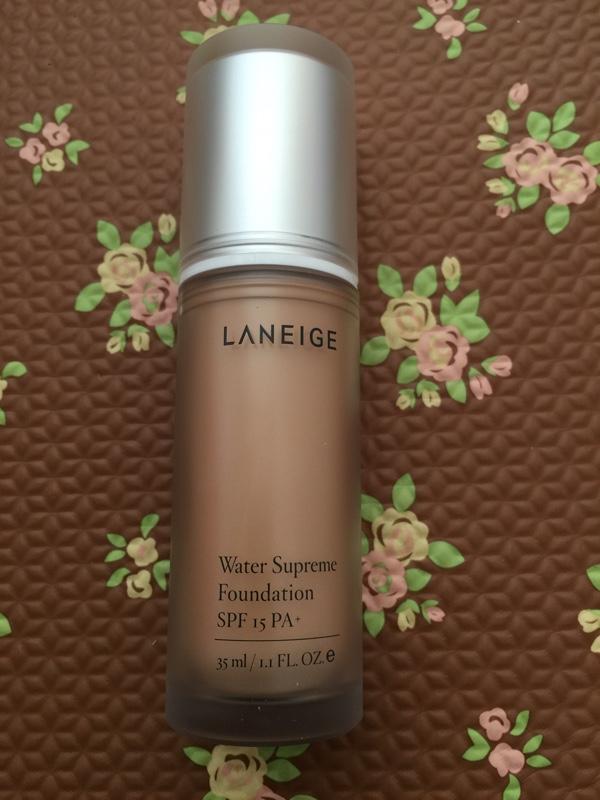 LANEIGE
Water Supreme
Foundation
SPF 15 PA+
35 ml / 1.1 FL. OZ. ℮